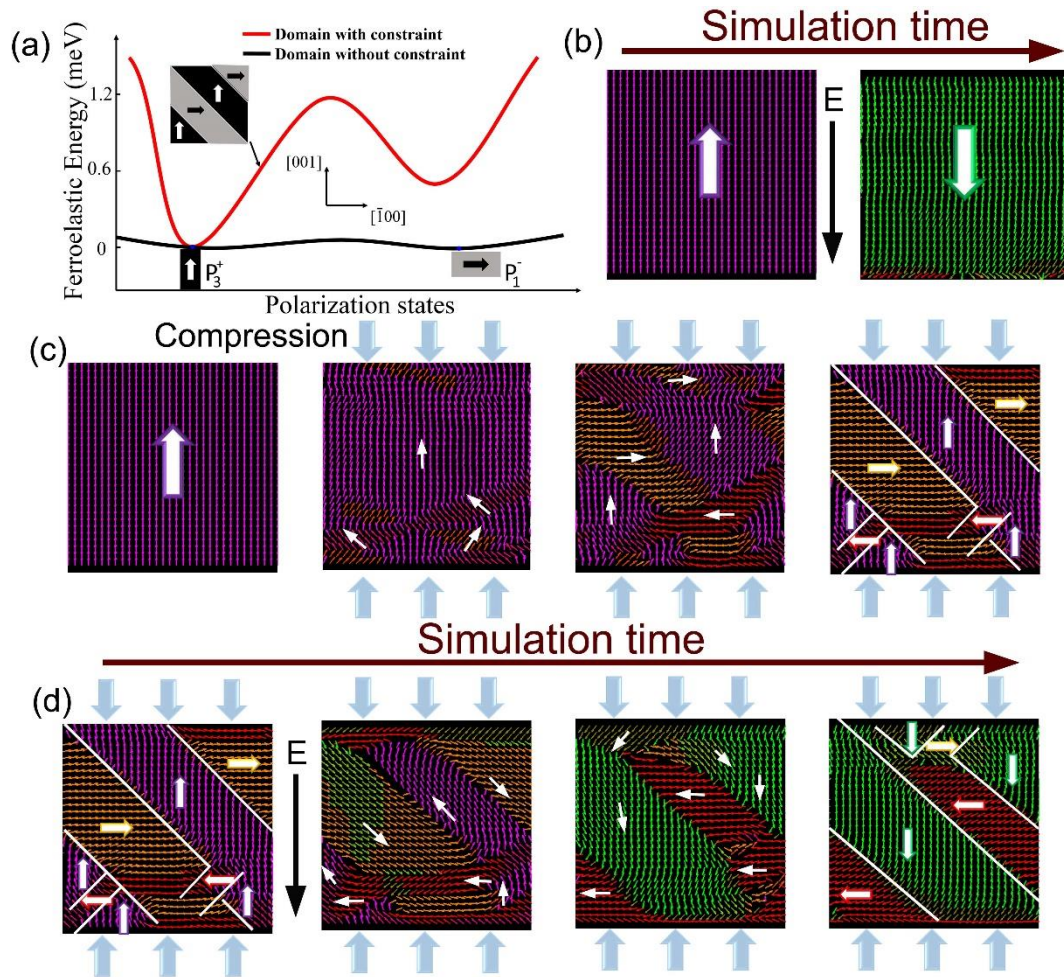 (a)
Domain with constraint
Domain without constraint
Ferroelastic Energy (meV)
1.2
0.6
0
[001]
[1̄00]
P₃⁺
P₁⁻
Polarization states
(b)
Simulation time
E
(c)
Compression
Simulation time
(d)
E